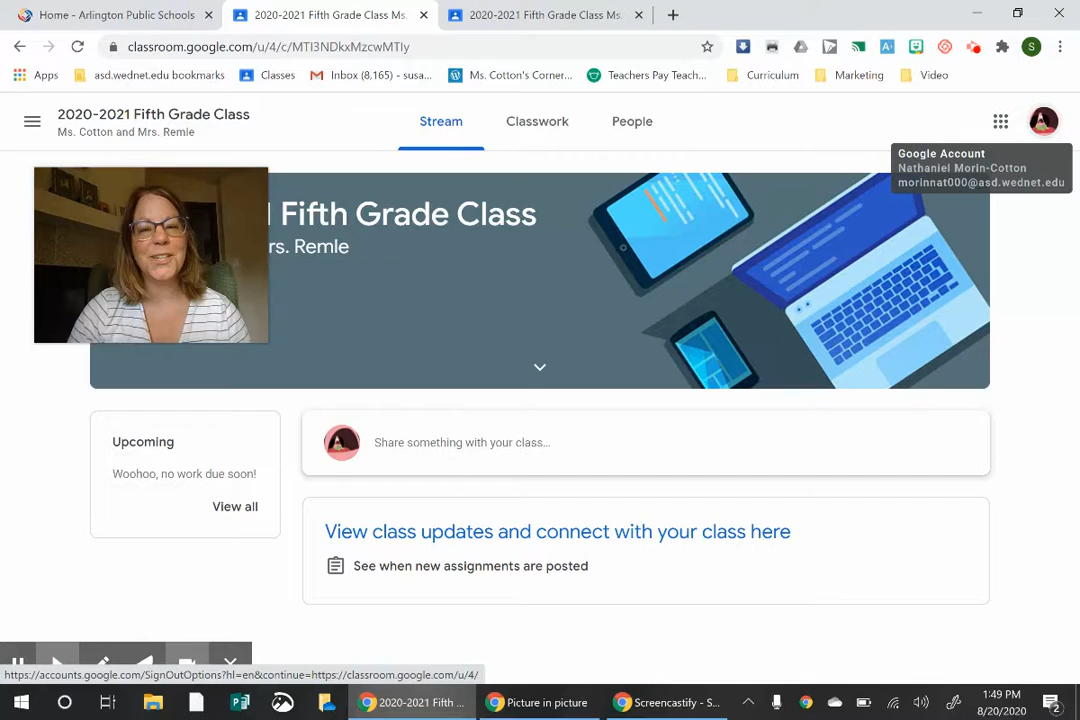 Home - Arlington Public Schools
2020-2021 Fifth Grade Class Ms.
2020-2021 Fifth Grade Class Ms.
classroom.google.com/u/4/c/MTI3NDkxMzcwMTIy
S
Apps
asd.wednet.edu bookmarks
Classes
Inbox (8,165) - susa...
Ms. Cotton's Corner...
Teachers Pay Teach...
Curriculum
Marketing
Video
2020-2021 Fifth Grade Class
Ms. Cotton and Mrs. Remle
Stream
Classwork
People
Google Account
Nathaniel Morin-Cotton
morinnat000@asd.wednet.edu
Fifth Grade Class
rs. Remle
Upcoming
Woohoo, no work due soon!
View all
Share something with your class...
View class updates and connect with your class here
See when new assignments are posted
https://accounts.google.com/SignOutOptions?hl=en&continue=https://classroom.google.com/u/4/
2020-2021 Fifth ...
Picture in picture
Screencastify - S...
1:49 PM
8/20/2020
2